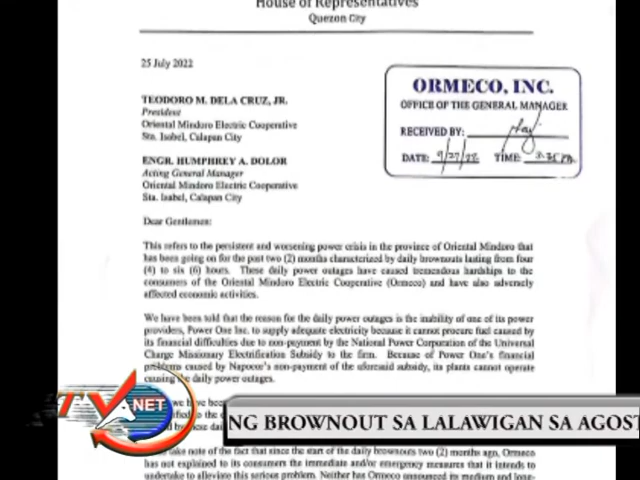 House of Representatives
Quezon City
25 July 2022
ORMECO, INC.
OFFICE OF THE GENERAL MANAGER
RECEIVED BY:
DATE: TIME:
TEODORO M. DELA CRUZ, JR.
President
Oriental Mindoro Electric Cooperative
Sta. Isabel, Calapan City
ENGR. HUMPHREY A. DOLOR
Acting General Manager
Oriental Mindoro Electric Cooperative
Sta. Isabel, Calapan City
Dear Gentlemen:
This refers to the persistent and worsening power crisis in the province of Oriental Mindoro that
has been going on for the past two (2) months characterized by daily brownouts lasting from four
(4) to six (6) hours. These daily power outages have caused tremendous hardships to the
consumers of the Oriental Mindoro Electric Cooperative (Ormeco) and have also adversely
affected economic activities.
We have been told that the reason for the daily power outages is the inability of one of its power
providers, Power One Inc. to supply adequate electricity because it cannot procure fuel caused by
its financial difficulties due to non-payment by the National Power Corporation of the Universal
Charge Missionary Electrification Subsidy to the firm. Because of Power One's financial
problems caused by Napocor's non-payment of the aforesaid subsidy, its plants cannot operate
causing the daily power outages.
TV NET
NG BROWNOUT SA LALAWIGAN SA AGOST
take note of the fact that since the start of the daily brownouts two (2) months ago, Ormeco
has not explained to its consumers the immediate and/or emergency measures that it intends to
undertake to alleviate this serious problem. Neither has Ormeco announced its medium and long-